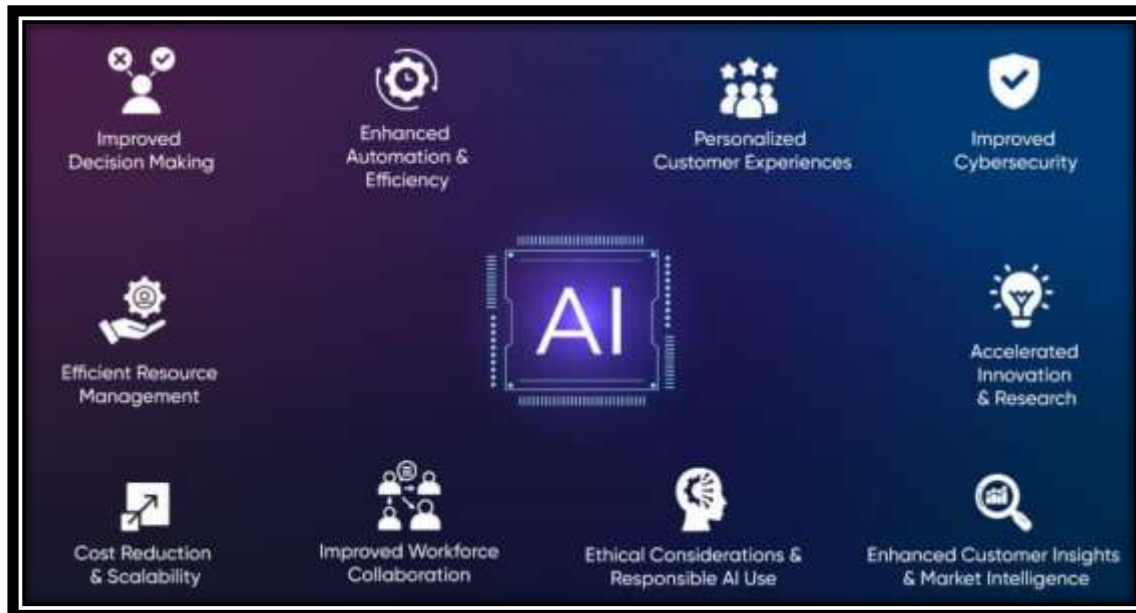 Improved
Decision Making
Enhanced
Automation &
Efficiency
Personalized
Customer Experiences
Improved
Cybersecurity
Efficient Resource
Management
AI
Accelerated
Innovation
& Research
Cost Reduction
& Scalability
Improved Workforce
Collaboration
Ethical Considerations &
Responsible AI Use
Enhanced Customer Insights
& Market Intelligence